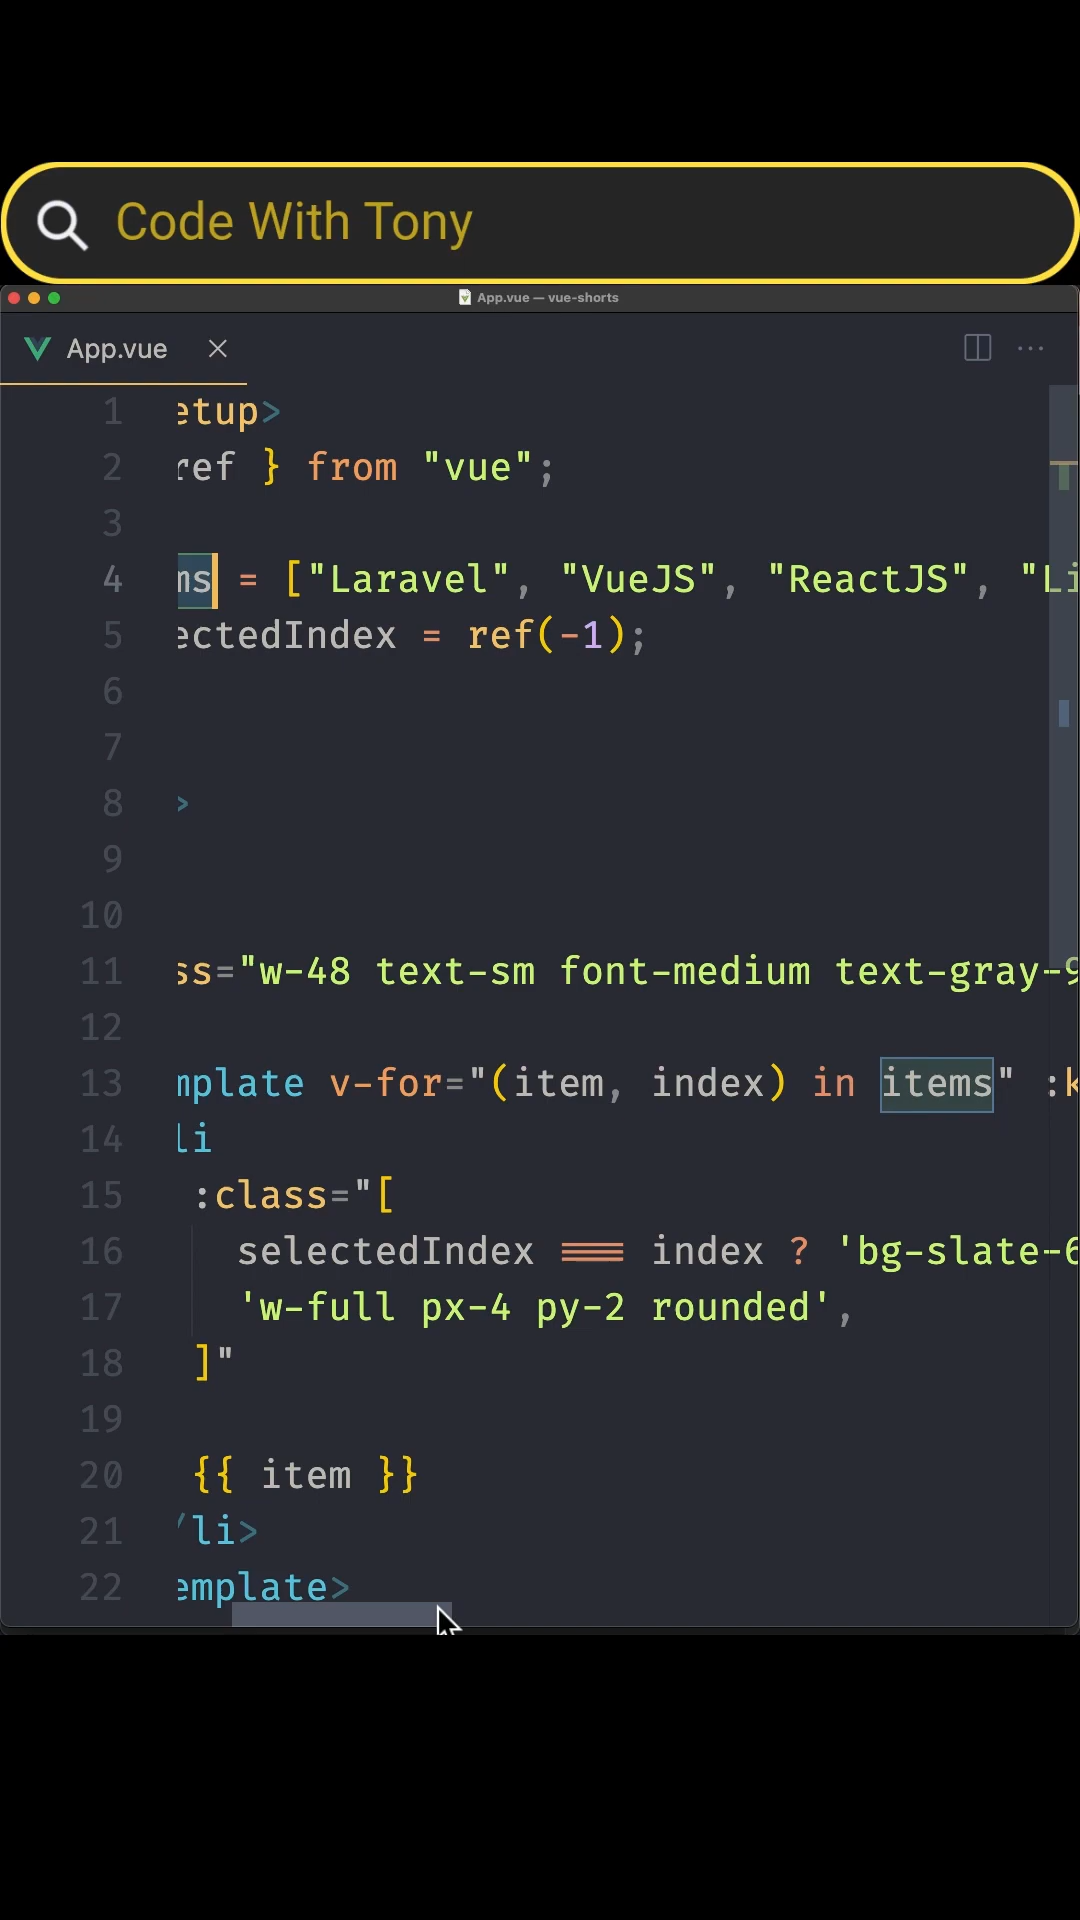 Code With Tony
App.vue — vue-shorts
App.vue
1 etup>
2 ref } from "vue";
3
4 ms = ["Laravel", "VueJS", "ReactJS", "Li
5 ectedIndex = ref(-1);
6
7
8 >
9
10
11 ss="w-48 text-sm font-medium text-gray-9
12
13 mplate v-for="(item, index) in items" :k
14 li
15 :class="[
16 selectedIndex === index ? 'bg-slate-6
17 'w-full px-4 py-2 rounded',
18 ]"
19
20 {{ item }}
21 /li>
22 emplate>